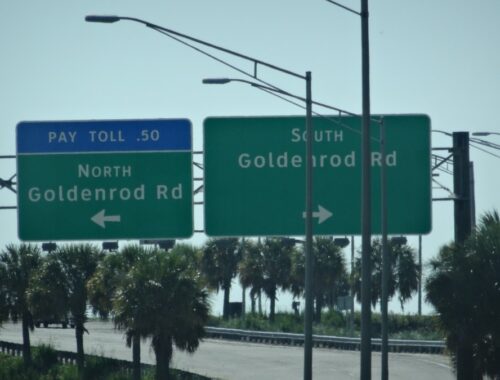 PAY TOLL .50
NORTH
Goldenrod Rd
SOUTH
Goldenrod Rd